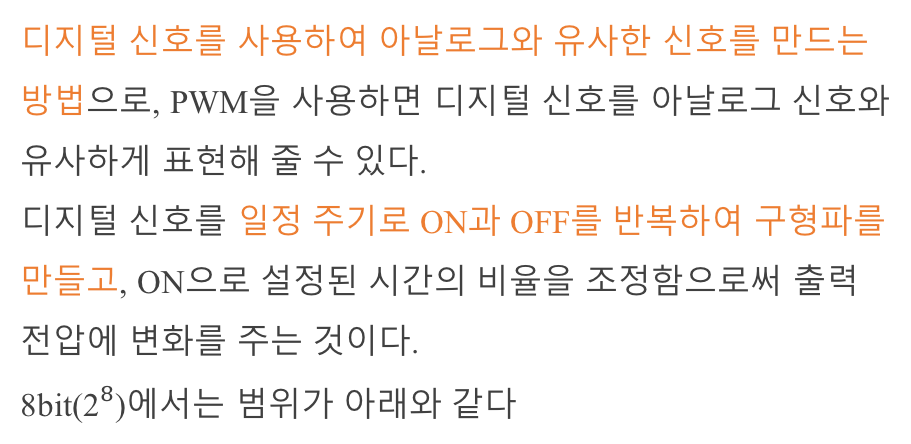 디지털 신호를 사용하여 아날로그와 유사한 신호를 만드는
방법으로, PWM을 사용하면 디지털 신호를 아날로그 신호와
유사하게 표현해 줄 수 있다.
디지털 신호를 일정 주기로 ON과 OFF를 반복하여 구형파를
만들고, ON으로 설정된 시간의 비율을 조정함으로써 출력
전압에 변화를 주는 것이다.
8bit(2⁸)에서는 범위가 아래와 같다